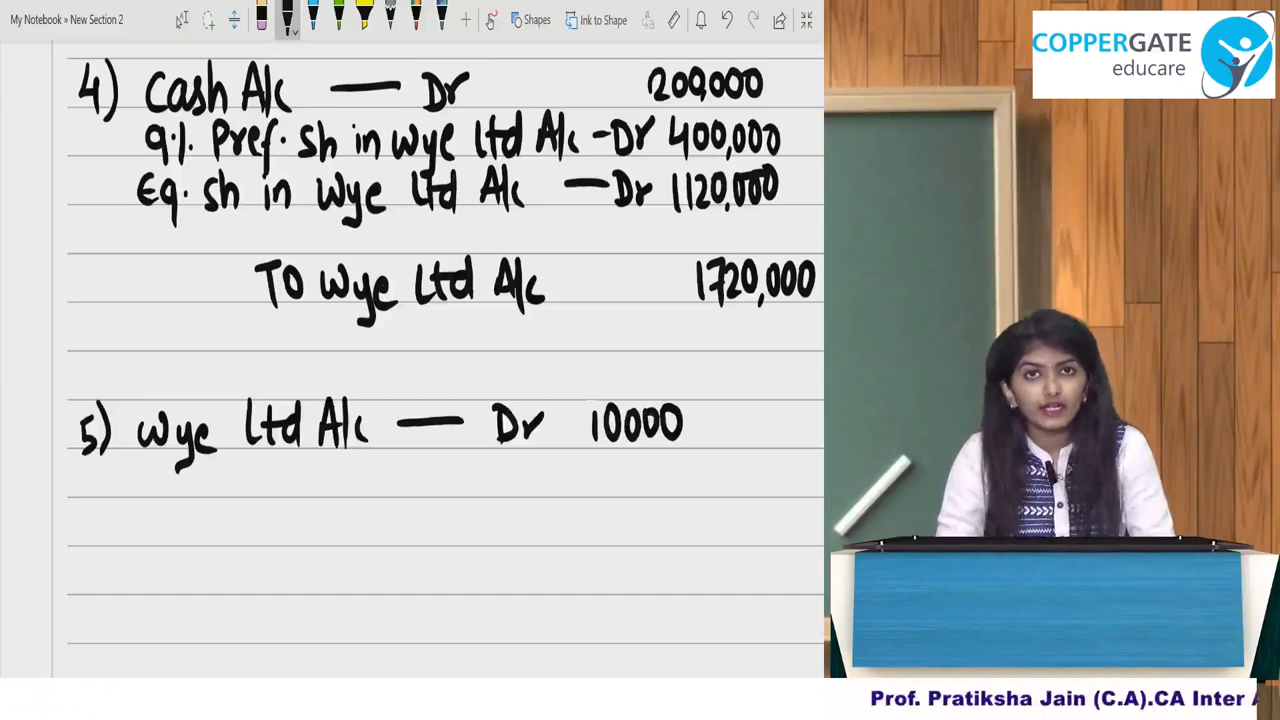 My Notebook » New Section 2
Shapes
Ink to Shape
COPPERGATE
educare
4) Cash A/c — Dr 200,000
9% Pref. sh in Wye Ltd A/c - Dr 400,000
Eq. sh in Wye Ltd A/c — Dr 1120,000
TO Wye Ltd A/c 1720,000
5) Wye Ltd A/c — Dr 10000
Prof. Pratiksha Jain (C.A).CA Inter A